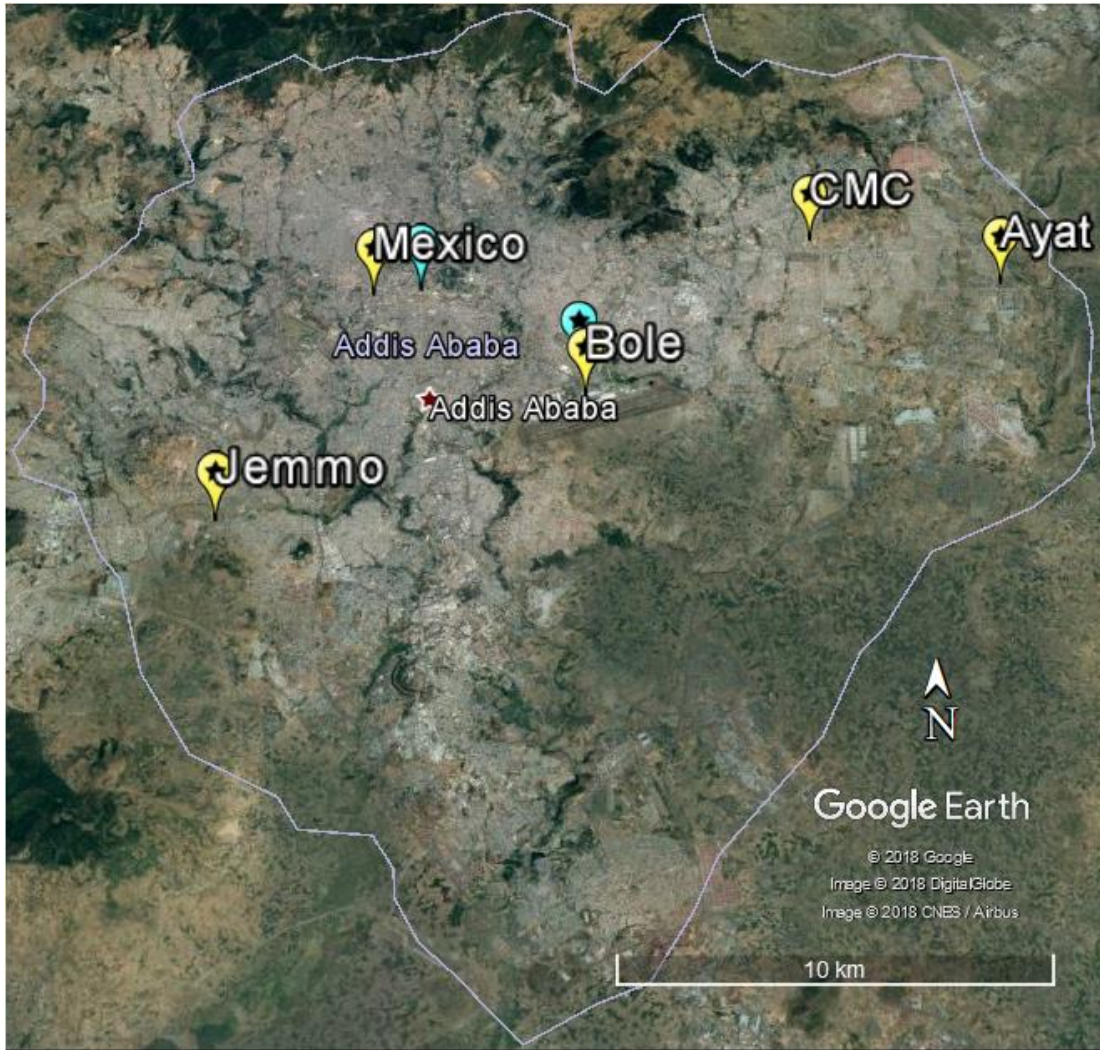 CMC
Ayat
Mexico
Addis Ababa
Bole
Addis Ababa
Jemmo
N
Google Earth
© 2018 Google
Image © 2018 DigitalGlobe
Image © 2018 CNES / Airbus
10 km